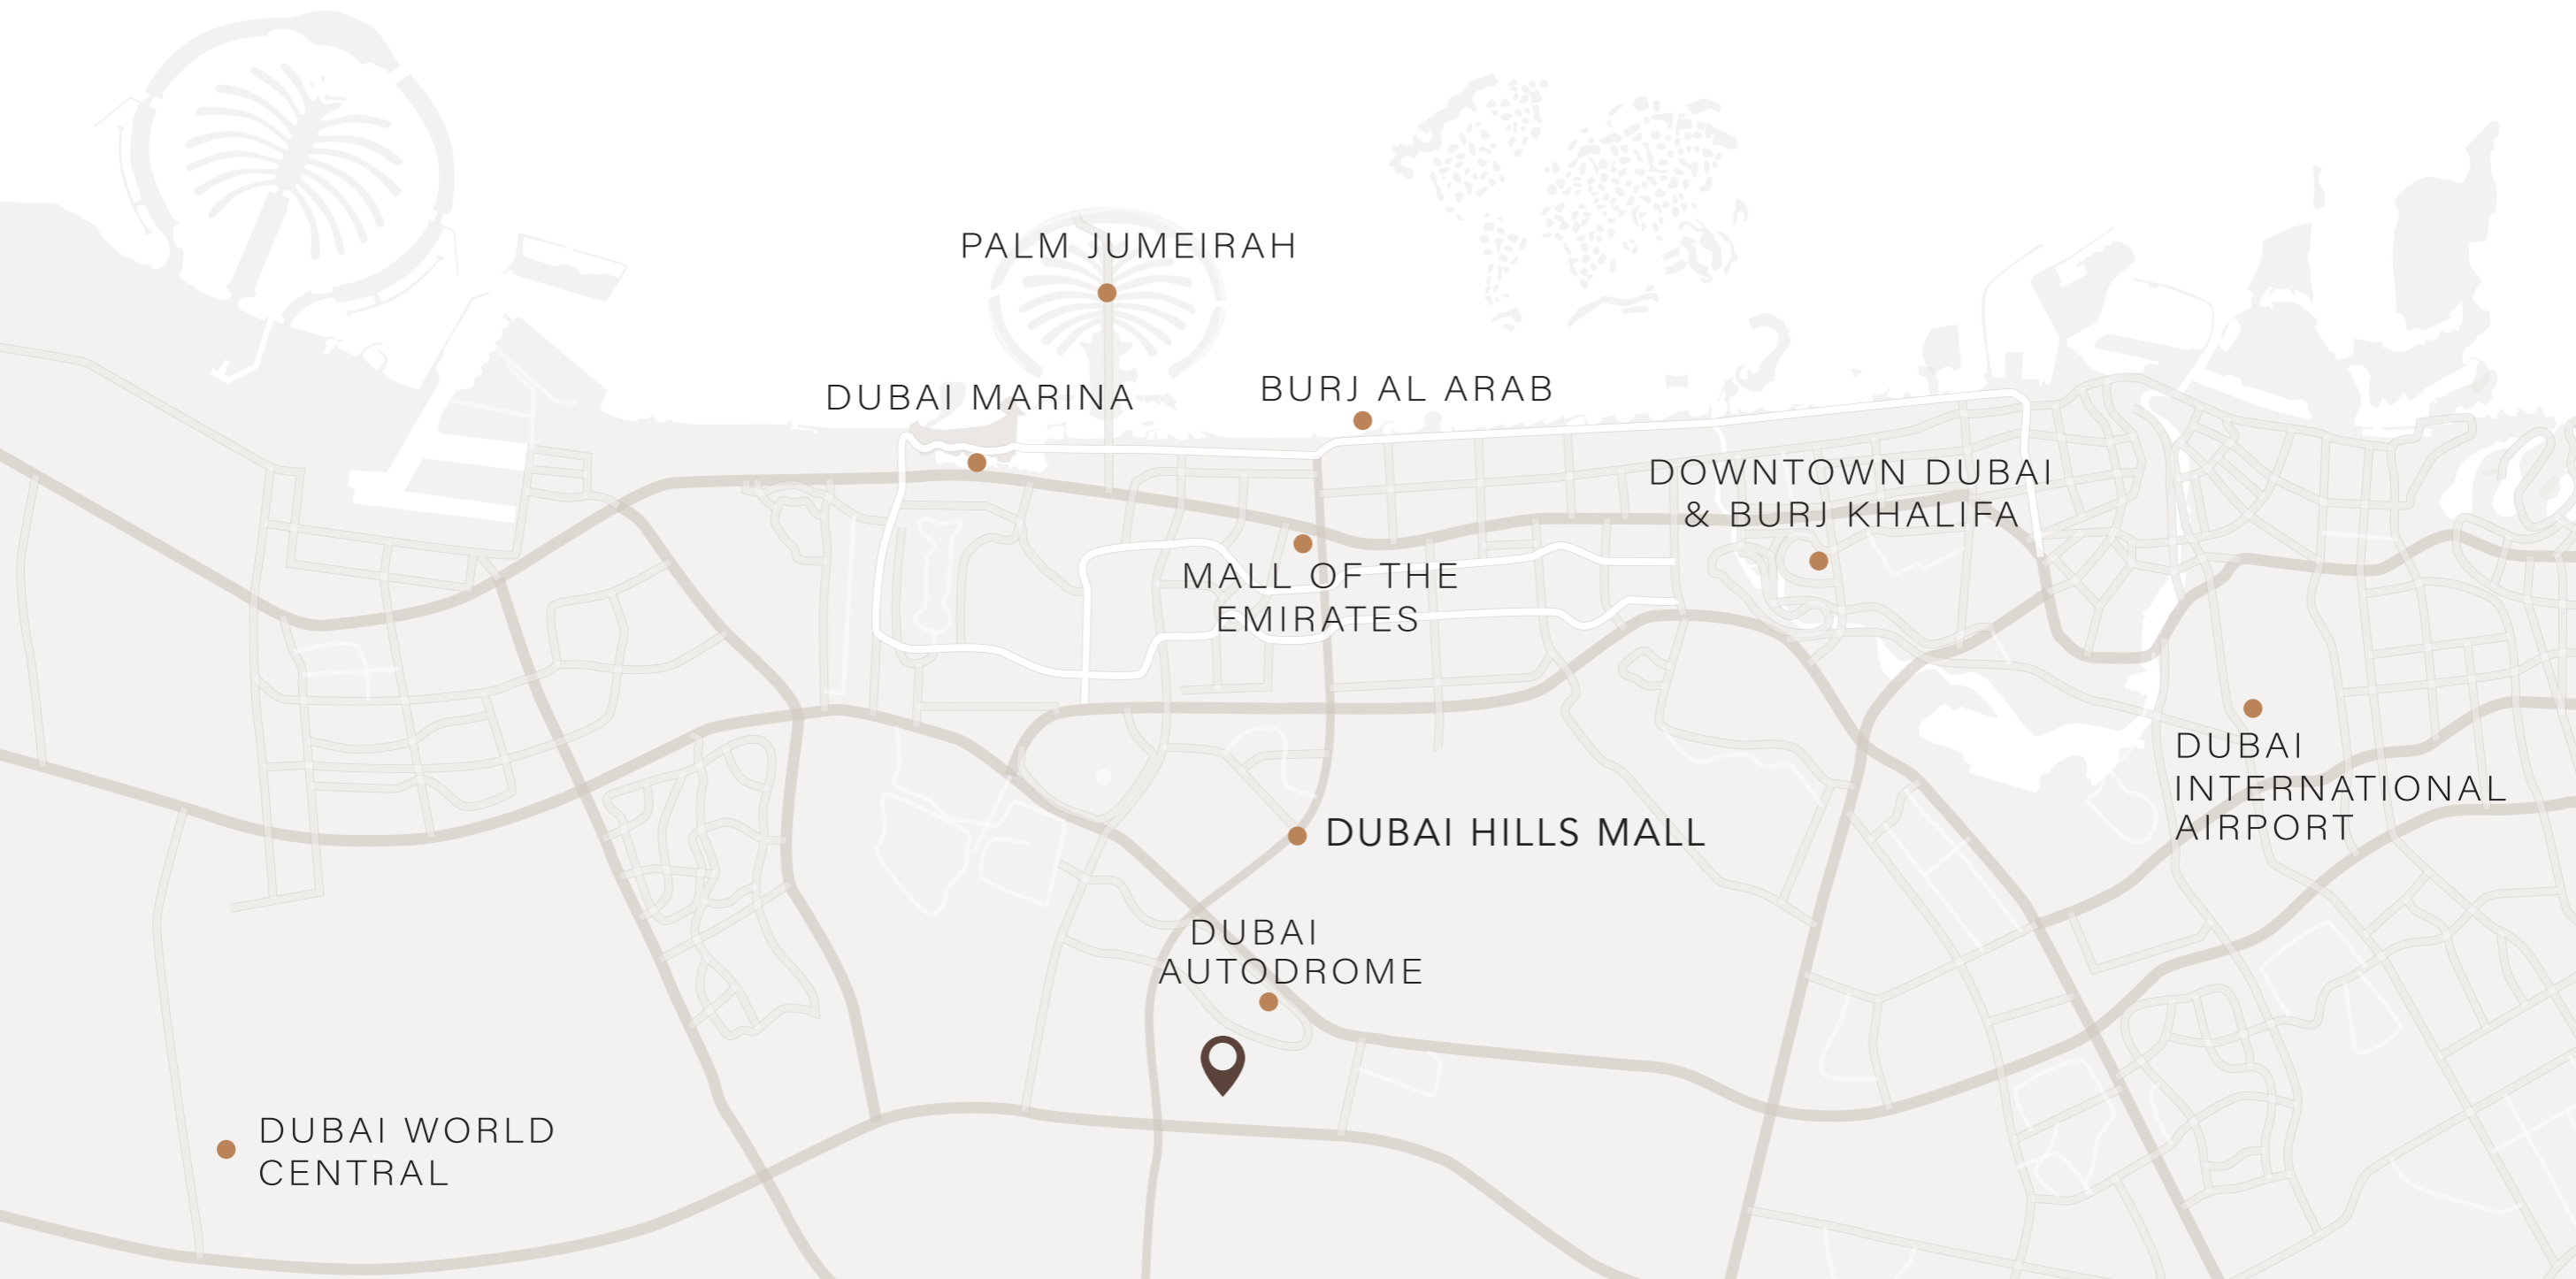 PALM JUMEIRAH
DUBAI MARINA
BURJ AL ARAB
DOWNTOWN DUBAI
& BURJ KHALIFA
MALL OF THE
EMIRATES
DUBAI
INTERNATIONAL
AIRPORT
DUBAI HILLS MALL
DUBAI
AUTODROME
DUBAI WORLD
CENTRAL